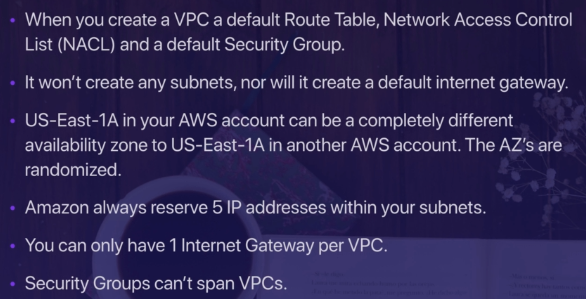 • When you create a VPC a default Route Table, Network Access Control
List (NACL) and a default Security Group.
• It won't create any subnets, nor will it create a default internet gateway.
• US-East-1A in your AWS account can be a completely different
availability zone to US-East-1A in another AWS account. The AZ's are
randomized.
• Amazon always reserve 5 IP addresses within your subnets.
• You can only have 1 Internet Gateway per VPC.
• Security Groups can't span VPCs.